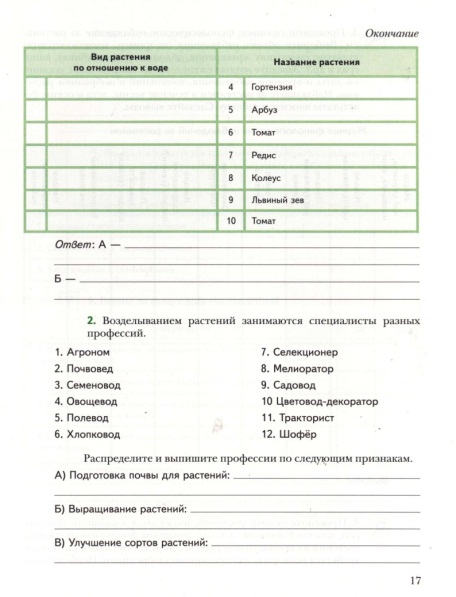 Окончание
Вид растения
по отношению к воде
Название растения
4 Гортензия
5 Арбуз
6 Томат
7 Редис
8 Колеус
9 Львиный зев
10 Томат
Ответ: А —
Б —
2. Возделыванием растений занимаются специалисты разных
профессий.
1. Агроном
2. Почвовед
3. Семеновод
4. Овощевод
5. Полевод
6. Хлопковод
7. Селекционер
8. Мелиоратор
9. Садовод
10 Цветовод-декоратор
11. Тракторист
12. Шофёр
Распределите и выпишите профессии по следующим признакам.
А) Подготовка почвы для растений:
Б) Выращивание растений:
В) Улучшение сортов растений:
17